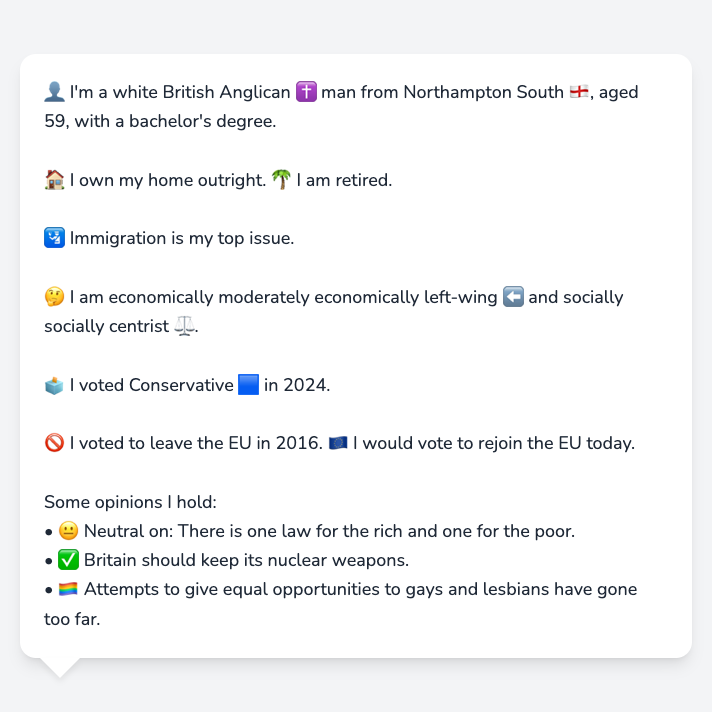 👤 I'm a white British Anglican ✝️ man from Northampton South 🏴󠁧󠁢󠁥󠁮󠁧󠁿, aged
59, with a bachelor's degree.
🏠 I own my home outright. 🌴 I am retired.
🛂 Immigration is my top issue.
🤔 I am economically moderately economically left-wing ⬅️ and socially
socially centrist ⚖️.
🗳️ I voted Conservative 🟦 in 2024.
🚫 I voted to leave the EU in 2016. 🇪🇺 I would vote to rejoin the EU today.
Some opinions I hold:
• 😐 Neutral on: There is one law for the rich and one for the poor.
• ✅ Britain should keep its nuclear weapons.
• 🏳️‍🌈 Attempts to give equal opportunities to gays and lesbians have gone
too far.